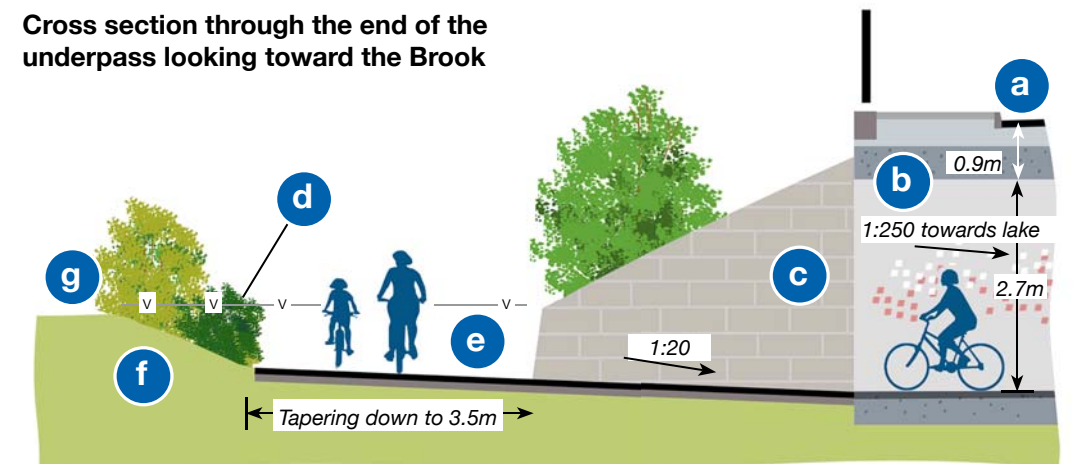 Cross section through the end of the
underpass looking toward the Brook
a
b
0.9m
d
1:250 towards lake
g
c
2.7m
v v v v
e
1:20
f
Tapering down to 3.5m